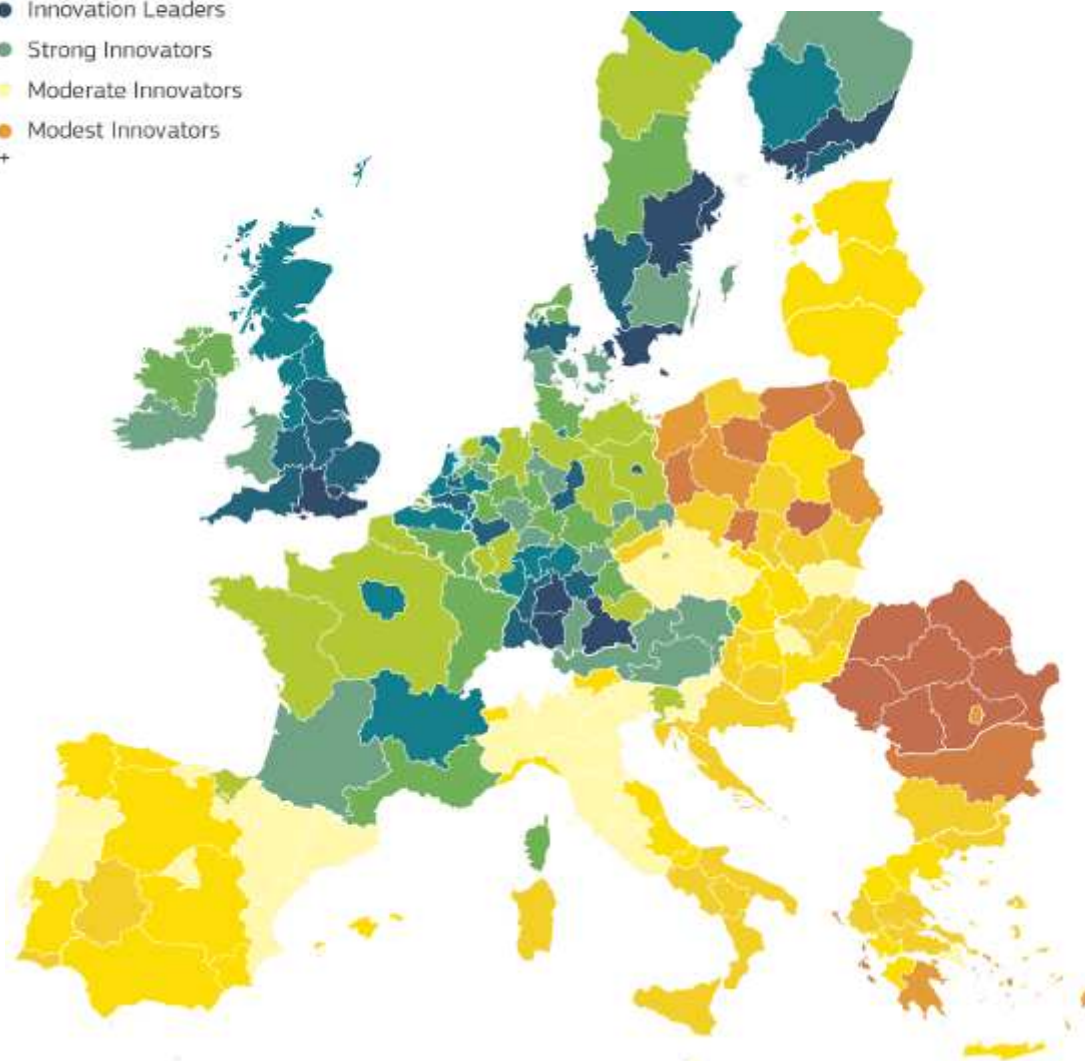 Innovation Leaders
Strong Innovators
Moderate Innovators
Modest Innovators
+